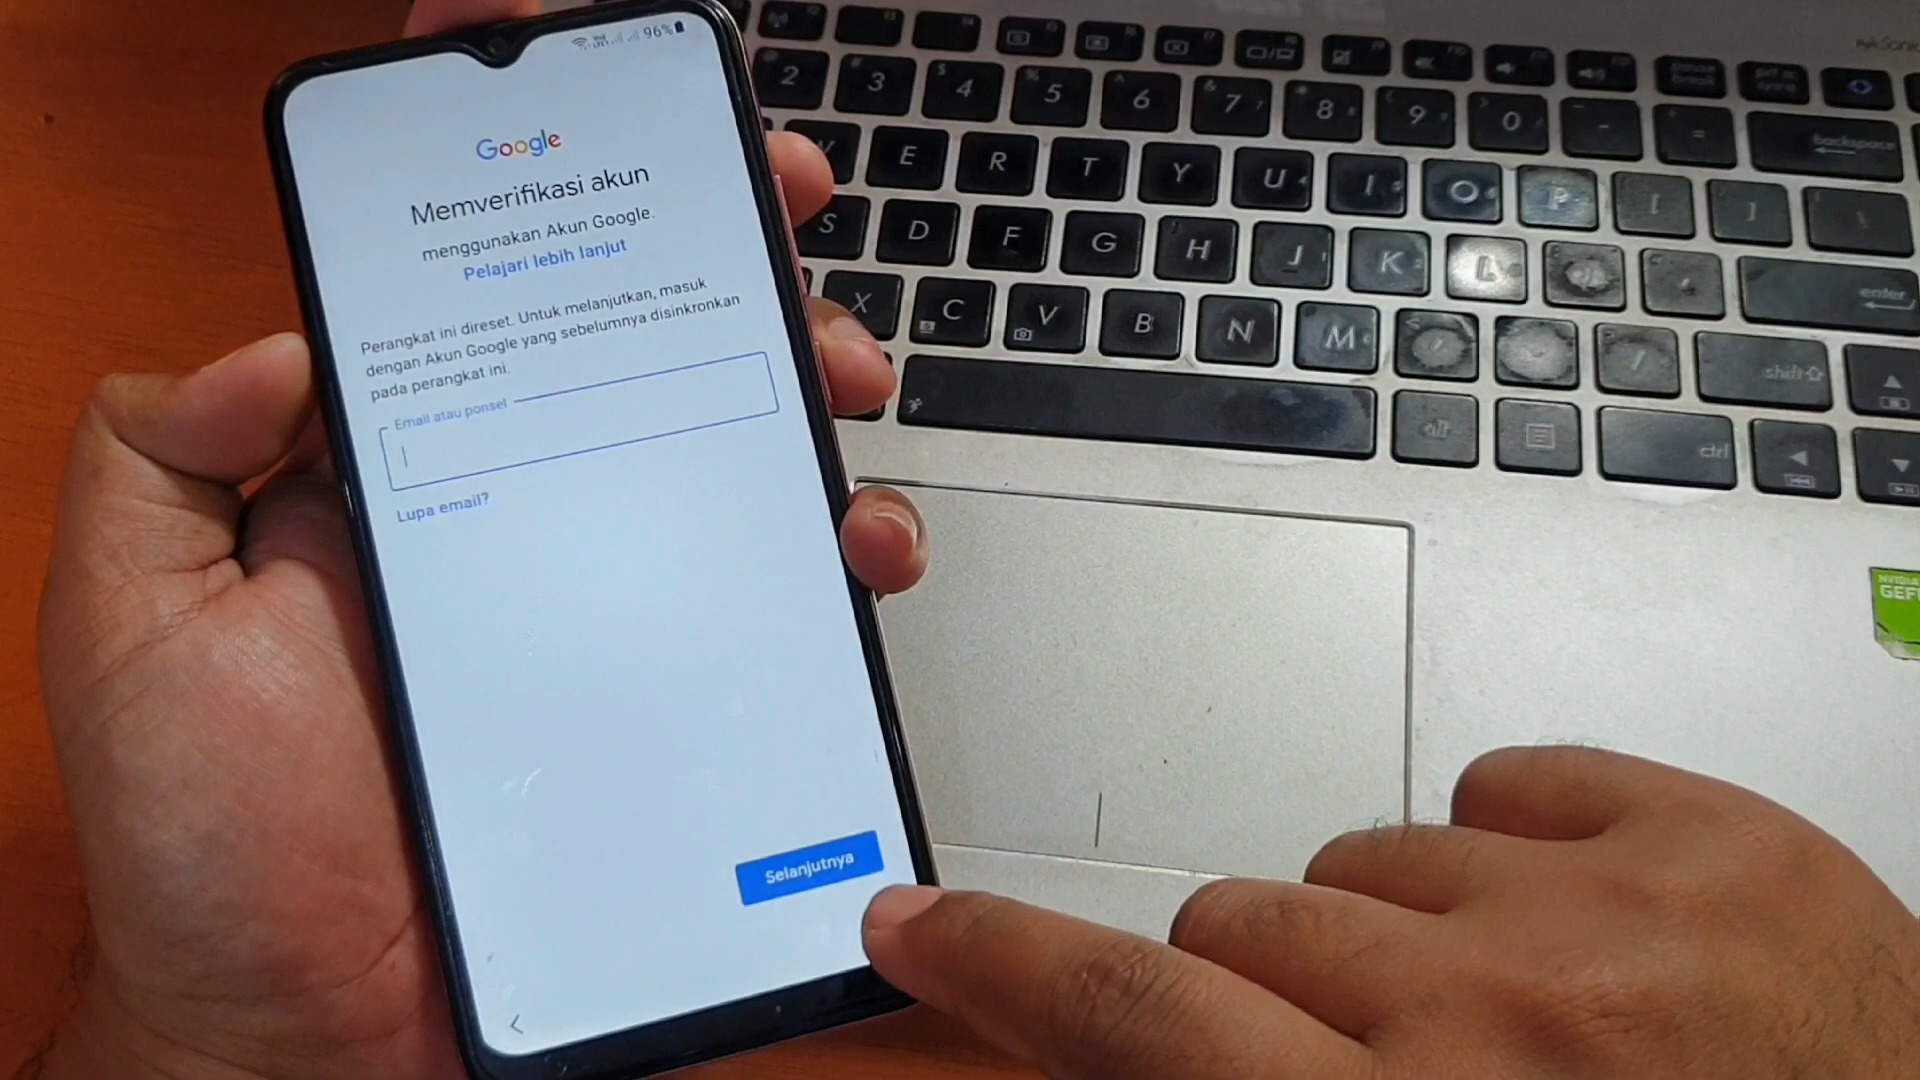 96%
Google
Memverifikasi akun
menggunakan Akun Google.
Pelajari lebih lanjut
Perangkat ini direset. Untuk melanjutkan, masuk
dengan Akun Google yang sebelumnya disinkronkan
pada perangkat ini.
Email atau ponsel
Lupa email?
Selanjutnya
2 3 4 5 6 7 8 9 0 - =
Backspace
E R T Y U I O P [ ] \
S D F G H J K L
enter
X C V B N M
shift
alt
ctrl
NVIDIA